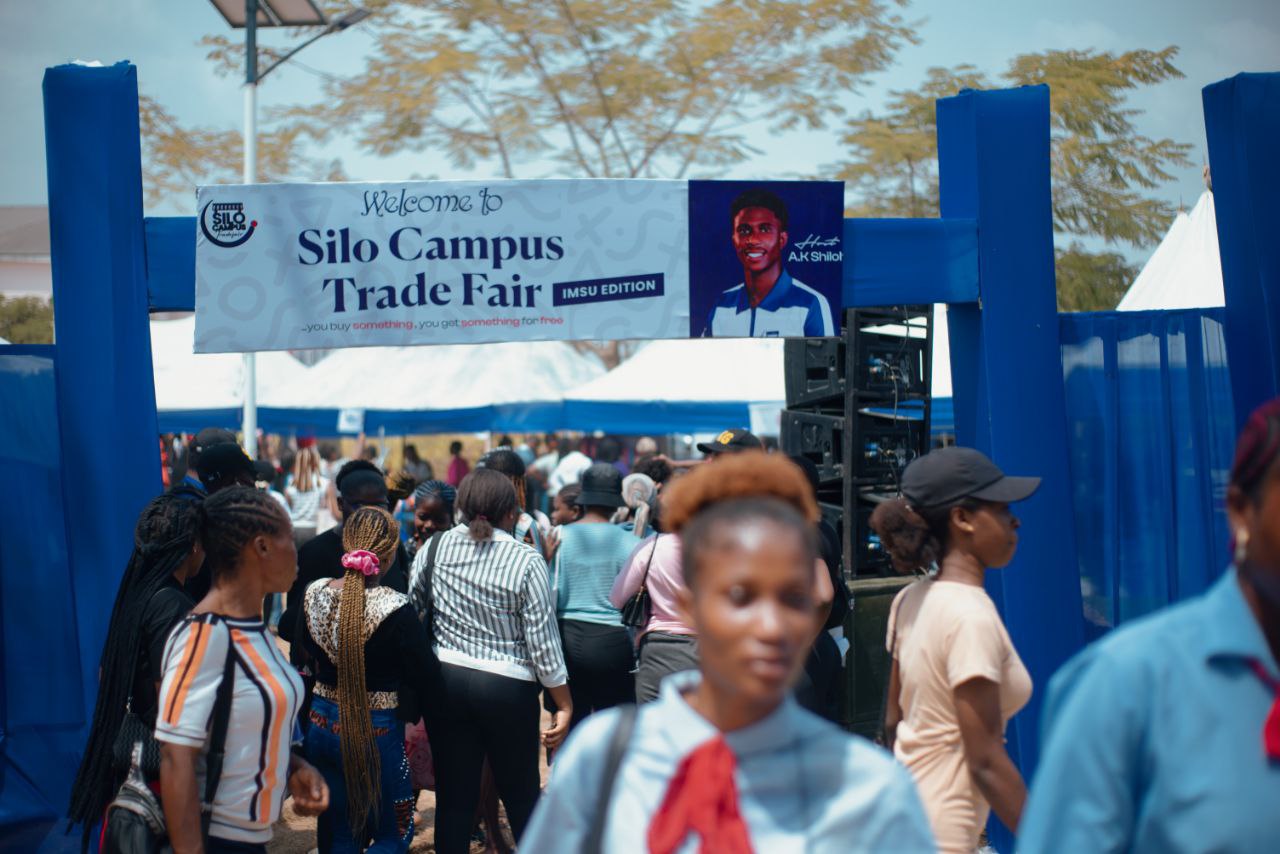 Welcome to
SILO
CAMPUS
Silo Campus
Trade Fair
IMSU EDITION
...you buy something, you get something for free
Host
A.K Shiloh